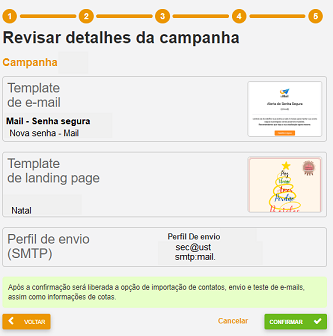 1 2 3 4 5
Revisar detalhes da campanha
Campanha
Template
de e-mail
Mail - Senha segura
Nova senha - Mail
Alerta de Senha Segura
Template
de landing page
Natal
Paz
Amor
Perfil de envio
(SMTP)
Perfil De envio
sec@ust
smtp:mail.
Após a confirmação será liberada a opção de importação de contatos, envio e teste de e-mails,
assim como informações de cotas.
VOLTAR
Cancelar
CONFIRMAR